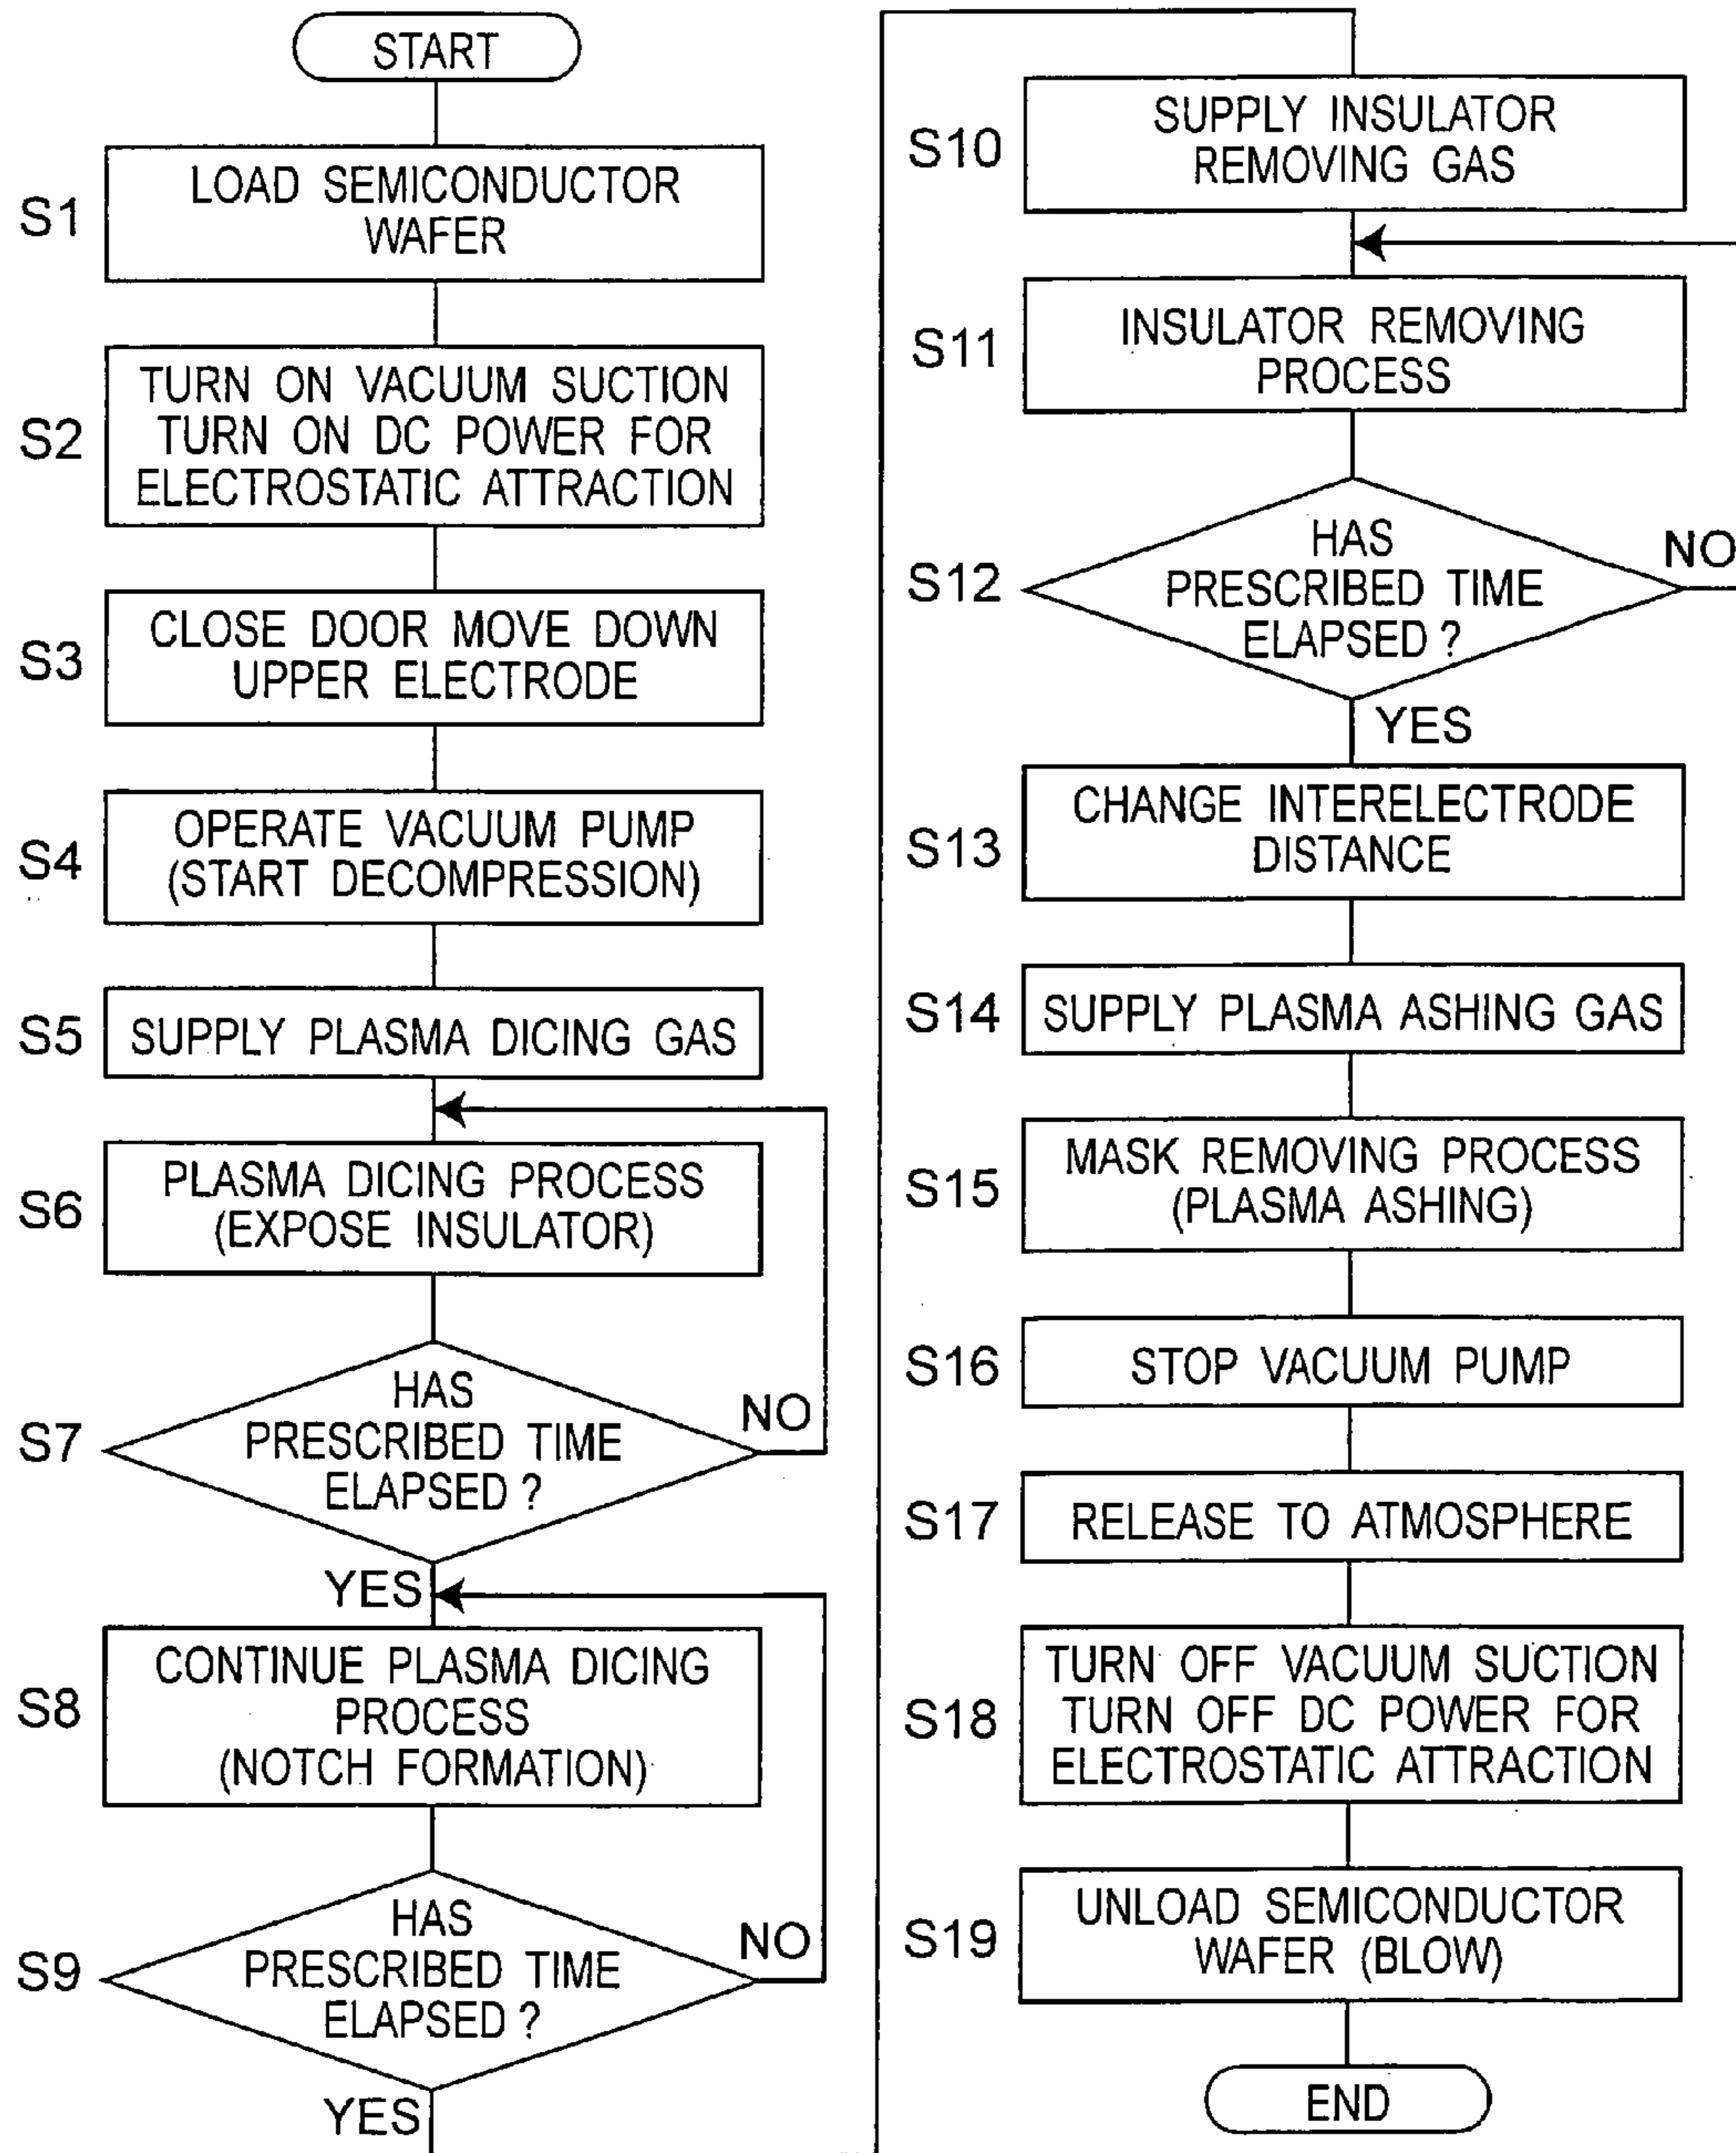 START
S1
LOAD SEMICONDUCTOR
WAFER
S2
TURN ON VACUUM SUCTION
TURN ON DC POWER FOR
ELECTROSTATIC ATTRACTION
S3
CLOSE DOOR MOVE DOWN
UPPER ELECTRODE
S4
OPERATE VACUUM PUMP
(START DECOMPRESSION)
S5
SUPPLY PLASMA DICING GAS
S6
PLASMA DICING PROCESS
(EXPOSE INSULATOR)
S7
HAS
PRESCRIBED TIME
ELAPSED ?
NO
YES
S8
CONTINUE PLASMA DICING
PROCESS
(NOTCH FORMATION)
S9
HAS
PRESCRIBED TIME
ELAPSED ?
NO
YES
S10
SUPPLY INSULATOR
REMOVING GAS
S11
INSULATOR REMOVING
PROCESS
S12
HAS
PRESCRIBED TIME
ELAPSED ?
NO
YES
S13
CHANGE INTERELECTRODE
DISTANCE
S14
SUPPLY PLASMA ASHING GAS
S15
MASK REMOVING PROCESS
(PLASMA ASHING)
S16
STOP VACUUM PUMP
S17
RELEASE TO ATMOSPHERE
S18
TURN OFF VACUUM SUCTION
TURN OFF DC POWER FOR
ELECTROSTATIC ATTRACTION
S19
UNLOAD SEMICONDUCTOR
WAFER (BLOW)
END